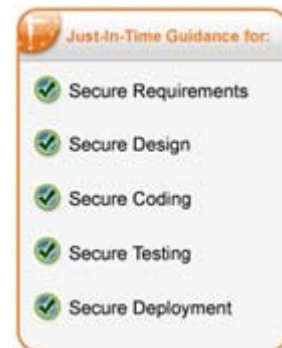 Just-In-Time Guidance for:
Secure Requirements
Secure Design
Secure Coding
Secure Testing
Secure Deployment